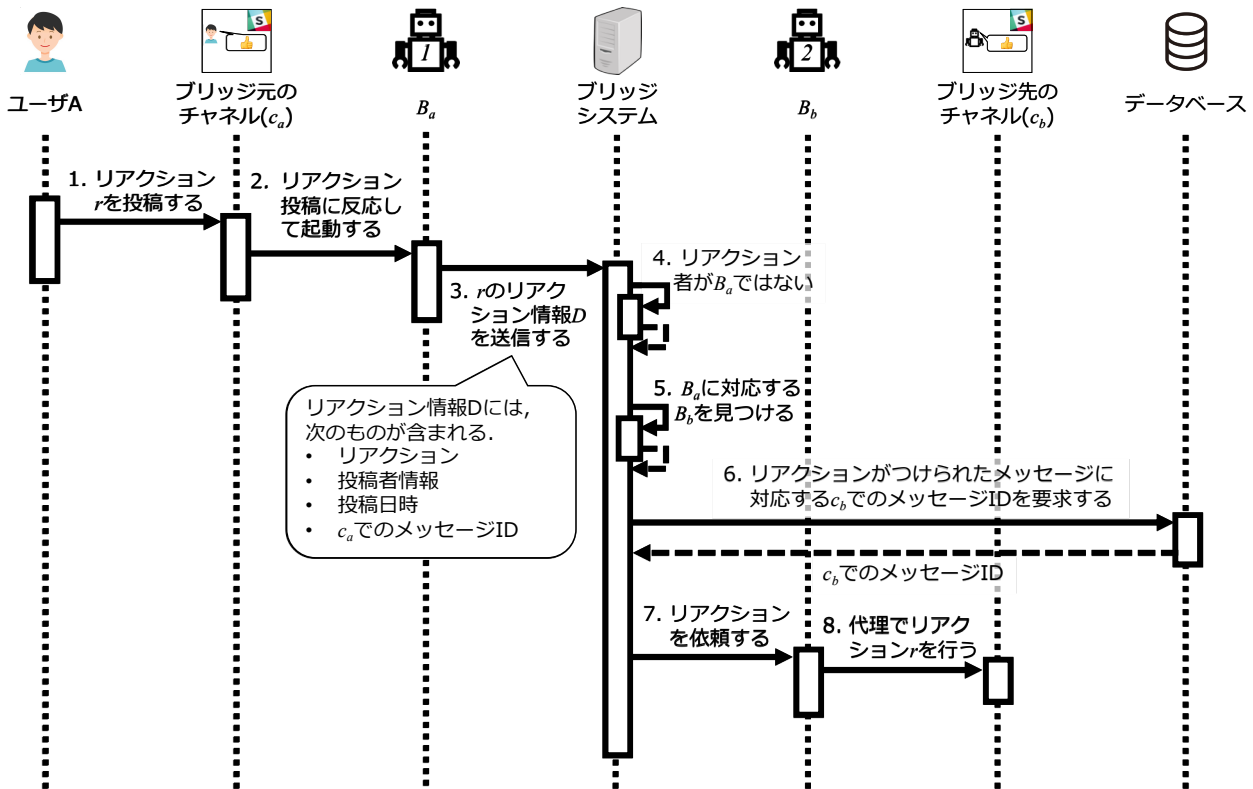 S
S
1
2
ユーザA
ブリッジ元の
チャネル(ca)
Ba
ブリッジ
システム
Bb
ブリッジ先の
チャネル(cb)
データベース
1. リアクション
rを投稿する
2. リアクション
投稿に反応し
て起動する
3. rのリアク
ション情報D
を送信する
4. リアクション
者がBaではない
リアクション情報Dには,
次のものが含まれる.
• リアクション
• 投稿者情報
• 投稿日時
• caでのメッセージID
5. Baに対応する
Bbを見つける
6. リアクションがつけられたメッセージに
対応するcbでのメッセージIDを要求する
cbでのメッセージID
7. リアクション
を依頼する
8. 代理でリアク
ションrを行う